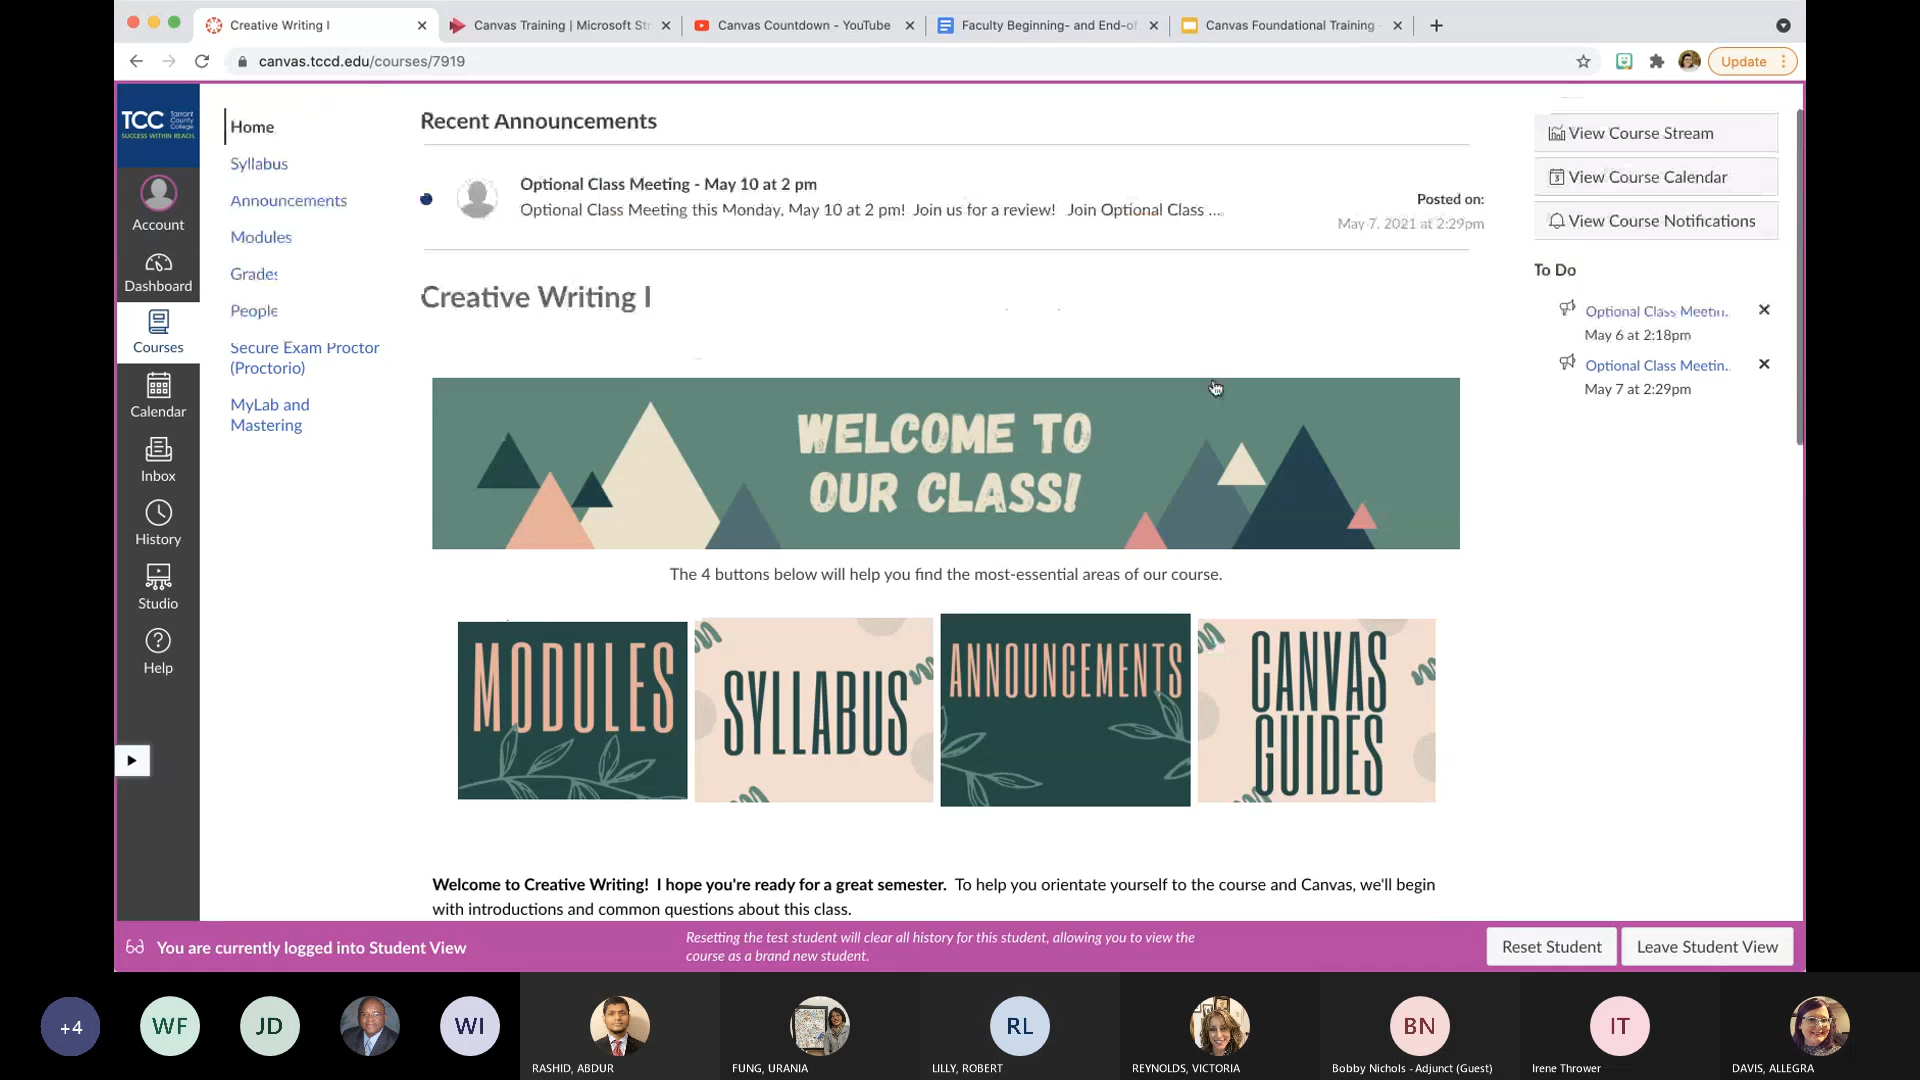 Creative Writing I
Canvas Training | Microsoft Str
Canvas Countdown - YouTube
Faculty Beginning- and End-of
Canvas Foundational Training -
canvas.tccd.edu/courses/7919
Update
TCC Tarrant County College
SUCCESS WITHIN REACH.
Account
Dashboard
Courses
Calendar
Inbox
History
Studio
Help
Home
Syllabus
Announcements
Modules
Grades
People
Secure Exam Proctor
(Proctorio)
MyLab and
Mastering
Recent Announcements
Optional Class Meeting - May 10 at 2 pm
Optional Class Meeting this Monday, May 10 at 2 pm! Join us for a review! Join Optional Class ...
Posted on:
May 7, 2021 at 2:29pm
Creative Writing I
WELCOME TO
OUR CLASS!
The 4 buttons below will help you find the most-essential areas of our course.
MODULES
SYLLABUS
ANNOUNCEMENTS
CANVAS
GUIDES
Welcome to Creative Writing! I hope you're ready for a great semester. To help you orientate yourself to the course and Canvas, we'll begin
with introductions and common questions about this class.
View Course Stream
View Course Calendar
View Course Notifications
To Do
Optional Class Meetin..
May 6 at 2:18pm
Optional Class Meetin..
May 7 at 2:29pm
You are currently logged into Student View
Resetting the test student will clear all history for this student, allowing you to view the
course as a brand new student.
Reset Student
Leave Student View
+4
WF
JD
WI
RASHID, ABDUR
FUNG, URANIA
RL
LILLY, ROBERT
REYNOLDS, VICTORIA
BN
Bobby Nichols - Adjunct (Guest)
IT
Irene Thrower
DAVIS, ALLEGRA